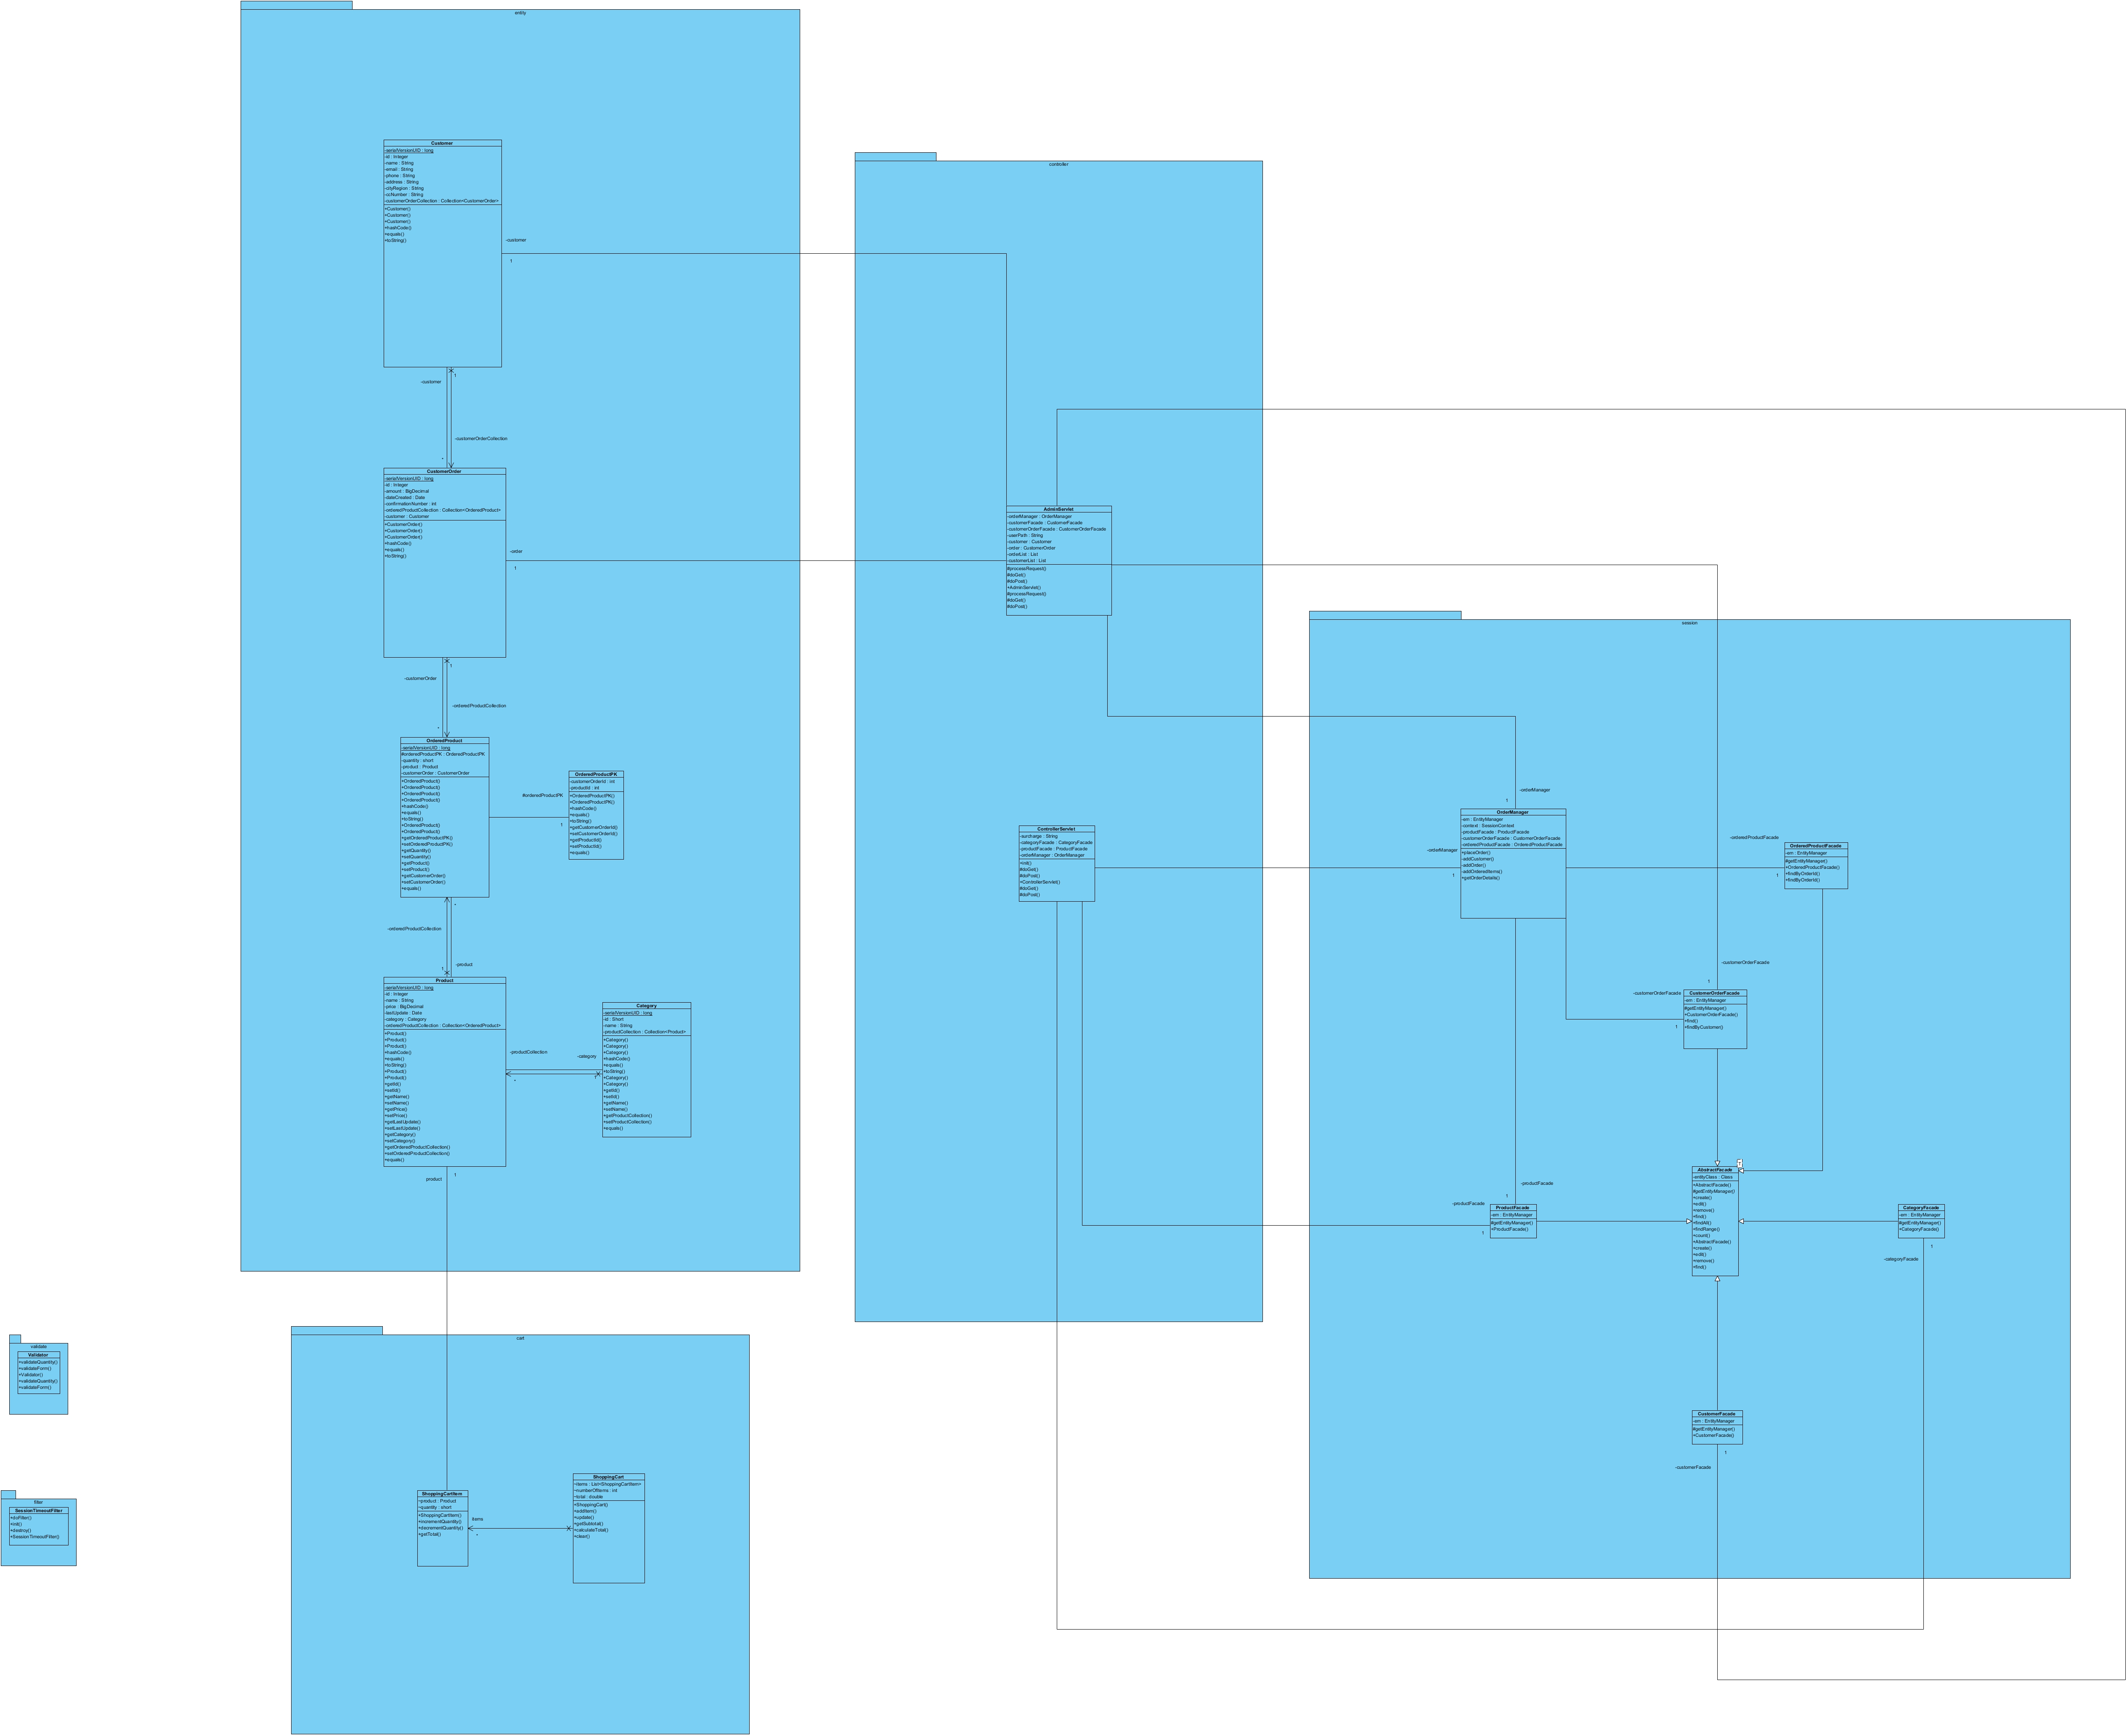 entity
Customer
-serialVersionUID : long
-id : Integer
-name : String
-email : String
-phone : String
-address : String
-cityRegion : String
-ccNumber : String
-customerOrderCollection : Collection<CustomerOrder>
+Customer()
+Customer()
+Customer()
+hashCode()
+equals()
+toString()
-customer
1
-customer
1
-customerOrderCollection
*
CustomerOrder
-serialVersionUID : long
-id : Integer
-amount : BigDecimal
-dateCreated : Date
-confirmationNumber : int
-orderedProductCollection : Collection<OrderedProduct>
-customer : Customer
+CustomerOrder()
+CustomerOrder()
+CustomerOrder()
+hashCode()
+equals()
+toString()
-order
1
1
-customerOrder
-orderedProductCollection
*
OrderedProduct
-serialVersionUID : long
#orderedProductPK : OrderedProductPK
-quantity : short
-product : Product
-customerOrder : CustomerOrder
+OrderedProduct()
+OrderedProduct()
+OrderedProduct()
+OrderedProduct()
+hashCode()
+equals()
+toString()
+OrderedProduct()
+OrderedProduct()
+getOrderedProductPK()
+setOrderedProductPK()
+getQuantity()
+setQuantity()
+getProduct()
+setProduct()
+getCustomerOrder()
+setCustomerOrder()
+equals()
#orderedProductPK
1
OrderedProductPK
-customerOrderId : int
-productId : int
+OrderedProductPK()
+OrderedProductPK()
+hashCode()
+equals()
+toString()
+getCustomerOrderId()
+setCustomerOrderId()
+getProductId()
+setProductId()
+equals()
*
-orderedProductCollection
-product
1
Product
-serialVersionUID : long
-id : Integer
-name : String
-price : BigDecimal
-lastUpdate : Date
-category : Category
-orderedProductCollection : Collection<OrderedProduct>
+Product()
+Product()
+Product()
+hashCode()
+equals()
+toString()
+Product()
+Product()
+getId()
+setId()
+getName()
+setName()
+getPrice()
+setPrice()
+getLastUpdate()
+setLastUpdate()
+getCategory()
+setCategory()
+getOrderedProductCollection()
+setOrderedProductCollection()
+equals()
-productCollection
*
-category
1
Category
-serialVersionUID : long
-id : Short
-name : String
-productCollection : Collection<Product>
+Category()
+Category()
+Category()
+hashCode()
+equals()
+toString()
+Category()
+Category()
+getId()
+setId()
+getName()
+setName()
+getProductCollection()
+setProductCollection()
+equals()
1
product
controller
AdminServlet
-orderManager : OrderManager
-customerFacade : CustomerFacade
-customerOrderFacade : CustomerOrderFacade
-userPath : String
-customer : Customer
-order : CustomerOrder
-orderList : List
-customerList : List
#processRequest()
#doGet()
#doPost()
+AdminServlet()
#processRequest()
#doGet()
#doPost()
ControllerServlet
-surcharge : String
-categoryFacade : CategoryFacade
-productFacade : ProductFacade
-orderManager : OrderManager
+init()
#doGet()
#doPost()
+ControllerServlet()
#doGet()
#doPost()
session
-orderManager
1
-orderManager
1
OrderManager
-em : EntityManager
-context : SessionContext
-productFacade : ProductFacade
-customerOrderFacade : CustomerOrderFacade
-orderedProductFacade : OrderedProductFacade
+placeOrder()
-addCustomer()
-addOrder()
-addOrderedItems()
+getOrderDetails()
-orderedProductFacade
1
OrderedProductFacade
-em : EntityManager
#getEntityManager()
+OrderedProductFacade()
+findByOrderId()
+findByOrderId()
-customerOrderFacade
1
-customerOrderFacade
1
CustomerOrderFacade
-em : EntityManager
#getEntityManager()
+CustomerOrderFacade()
+find()
+findByCustomer()
T
AbstractFacade
-entityClass : Class
+AbstractFacade()
#getEntityManager()
+create()
+edit()
+remove()
+find()
+findAll()
+findRange()
+count()
+AbstractFacade()
+create()
+edit()
+remove()
+find()
-productFacade
1
-productFacade
1
ProductFacade
-em : EntityManager
#getEntityManager()
+ProductFacade()
CategoryFacade
-em : EntityManager
#getEntityManager()
+CategoryFacade()
1
-categoryFacade
CustomerFacade
-em : EntityManager
#getEntityManager()
+CustomerFacade()
1
-customerFacade
validate
Validator
+validateQuantity()
+validateForm()
+Validator()
+validateQuantity()
+validateForm()
filter
SessionTimeoutFilter
+doFilter()
+init()
+destroy()
+SessionTimeoutFilter()
cart
ShoppingCartItem
~product : Product
~quantity : short
+ShoppingCartItem()
+incrementQuantity()
+decrementQuantity()
+getTotal()
items
*
ShoppingCart
~items : List<ShoppingCartItem>
~numberOfItems : int
~total : double
+ShoppingCart()
+addItem()
+update()
+getSubtotal()
+calculateTotal()
+clear()